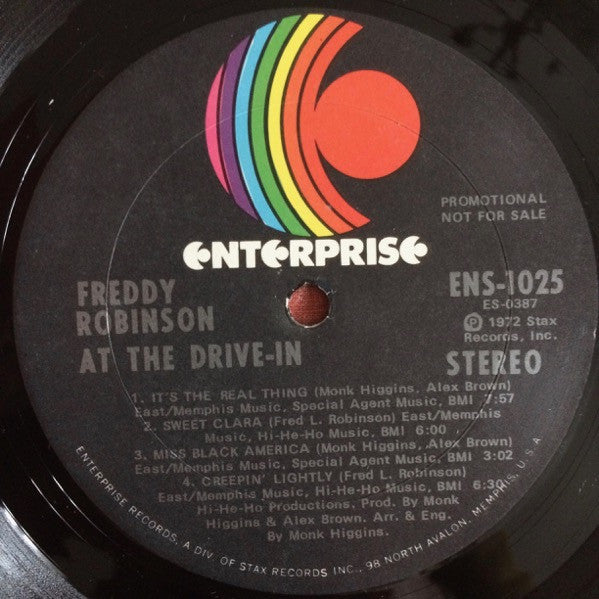 PROMOTIONAL
NOT FOR SALE
ENTERPRISE
FREDDY
ROBINSON
AT THE DRIVE-IN
ENS-1025
ES-0387
Ⓟ 1972 Stax
Records, Inc.
STEREO
1. IT'S THE REAL THING (Monk Higgins, Alex Brown)
East/Memphis Music, Special Agent Music, BMI 7:57
2. SWEET CLARA (Fred L. Robinson) East/Memphis
Music, Hi-He-Ho Music, BMI 6:00
3. MISS BLACK AMERICA (Monk Higgins, Alex Brown)
East/Memphis Music, Special Agent Music, BMI 3:02
4. CREEPIN' LIGHTLY (Fred L. Robinson)
East/Memphis Music, Hi-He-Ho Music, BMI 6:30
Hi-He-Ho Productions. Prod. By Monk
Higgins & Alex Brown. Arr. & Eng.
By Monk Higgins.
ENTERPRISE RECORDS, A DIV. OF STAX RECORDS INC., 98 NORTH AVALON, MEMPHIS, U.S.A